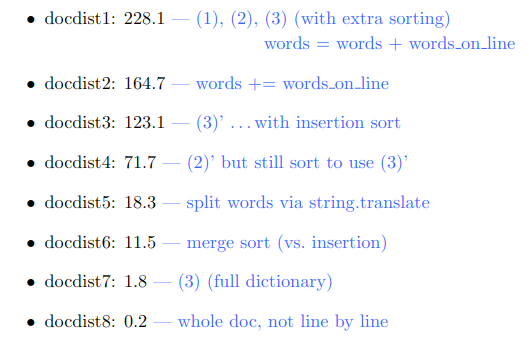 • docdist1: 228.1 — (1), (2), (3) (with extra sorting)
words = words + words_on_line
• docdist2: 164.7 — words += words_on_line
• docdist3: 123.1 — (3)’ ... with insertion sort
• docdist4: 71.7 — (2)’ but still sort to use (3)’
• docdist5: 18.3 — split words via string.translate
• docdist6: 11.5 — merge sort (vs. insertion)
• docdist7: 1.8 — (3) (full dictionary)
• docdist8: 0.2 — whole doc, not line by line